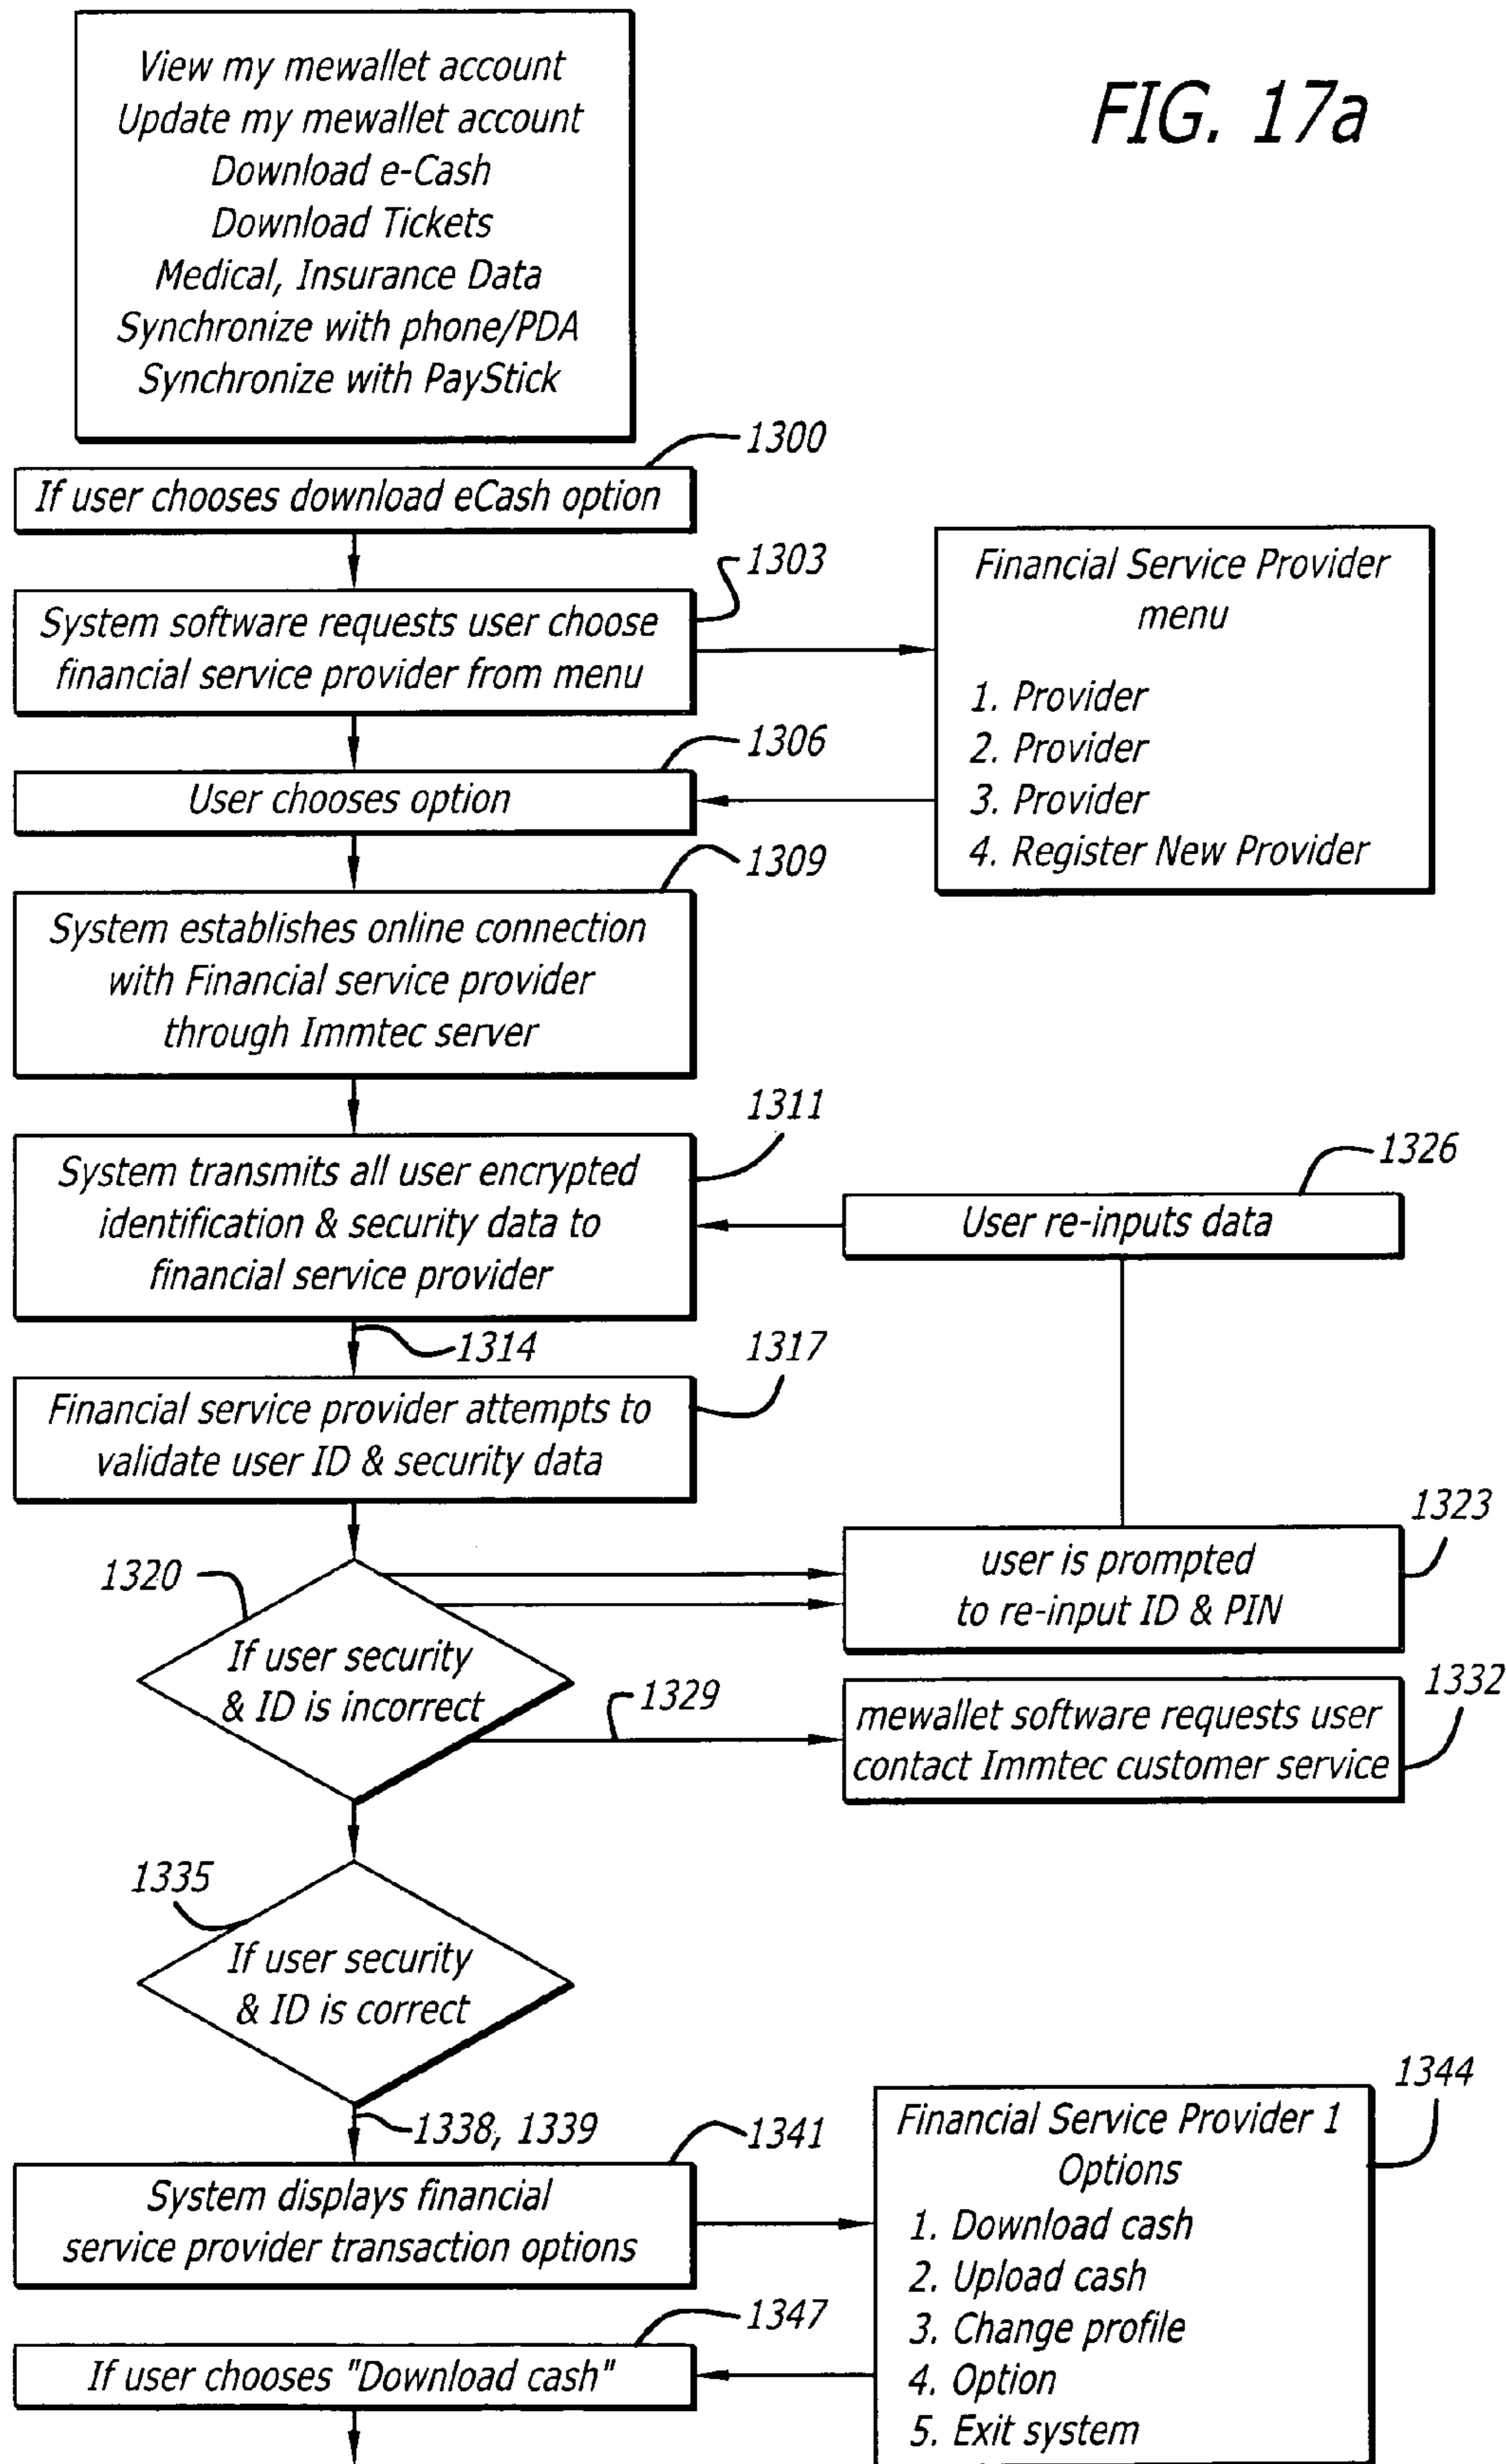 FIG. 17a
View my mewallet account
Update my mewallet account
Download e-Cash
Download Tickets
Medical, Insurance Data
Synchronize with phone/PDA
Synchronize with PayStick
1300
If user chooses download eCash option
1303
System software requests user choose
financial service provider from menu
Financial Service Provider
menu
1. Provider
2. Provider
3. Provider
4. Register New Provider
1306
User chooses option
1309
System establishes online connection
with Financial service provider
through Immtec server
1311
System transmits all user encrypted
identification & security data to
financial service provider
1326
User re-inputs data
1314
1317
Financial service provider attempts to
validate user ID & security data
1320
If user security
& ID is incorrect
1323
user is prompted
to re-input ID & PIN
1329
1332
mewallet software requests user
contact Immtec customer service
1335
If user security
& ID is correct
1338, 1339
1341
System displays financial
service provider transaction options
1344
Financial Service Provider 1
Options
1. Download cash
2. Upload cash
3. Change profile
4. Option
5. Exit system
1347
If user chooses "Download cash"